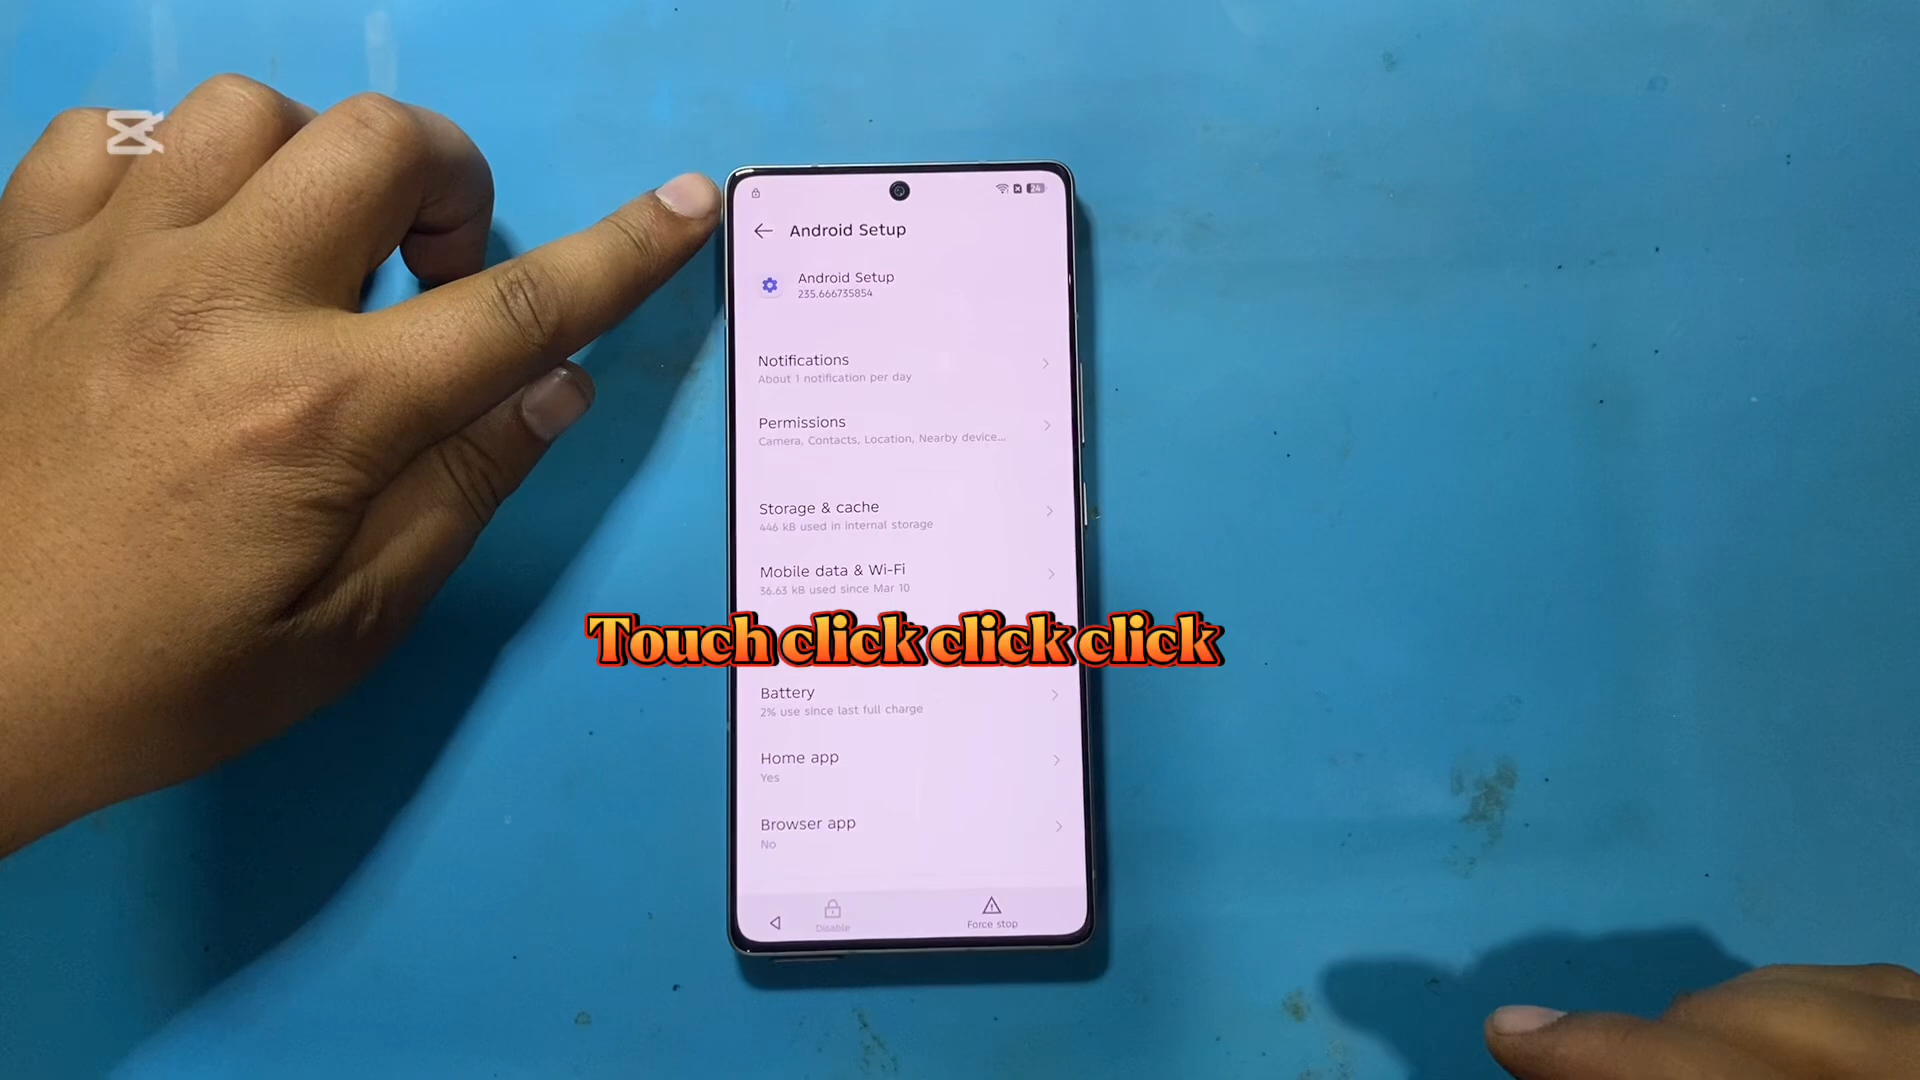 24
Android Setup
Android Setup
235.666735854
Notifications
About 1 notification per day
Permissions
Camera, Contacts, Location, Nearby device...
Storage & cache
446 kB used in internal storage
Mobile data & Wi-Fi
36.63 kB used since Mar 10
Touch click click click
Battery
2% use since last full charge
Home app
Yes
Browser app
No
Disable
Force stop